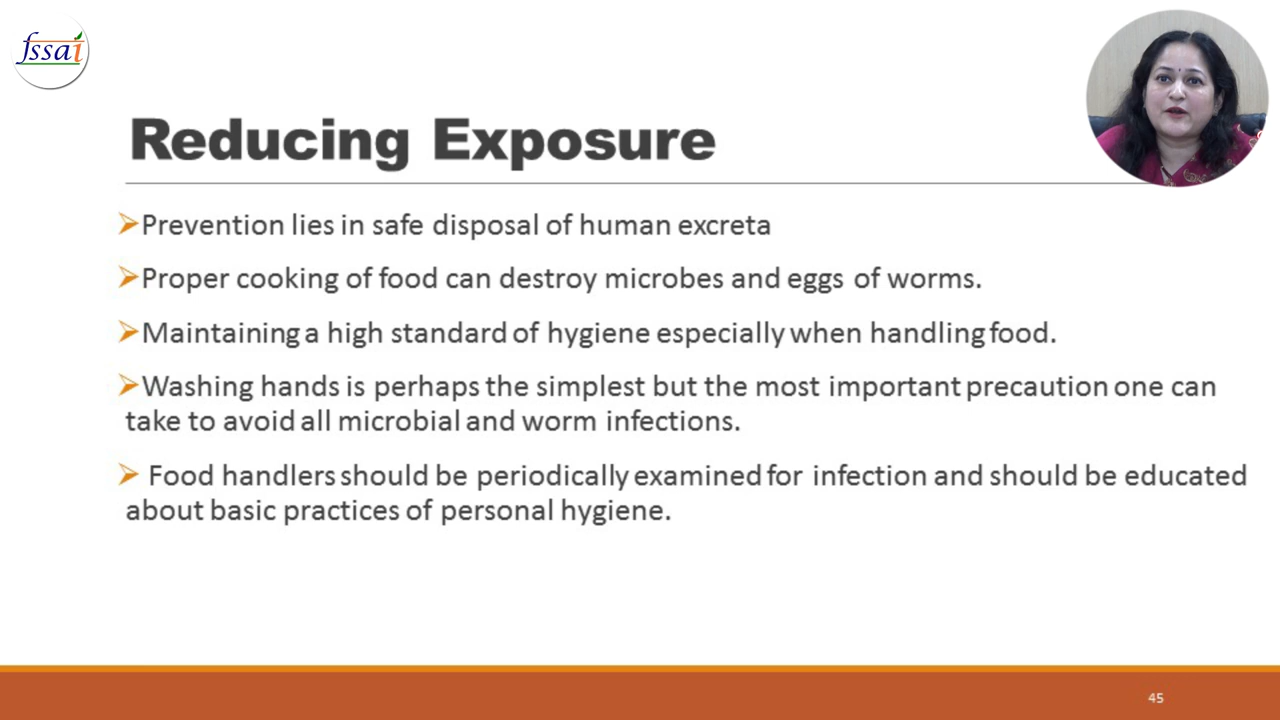 fssai
Reducing Exposure
Prevention lies in safe disposal of human excreta
Proper cooking of food can destroy microbes and eggs of worms.
Maintaining a high standard of hygiene especially when handling food.
Washing hands is perhaps the simplest but the most important precaution one can
take to avoid all microbial and worm infections.
Food handlers should be periodically examined for infection and should be educated
about basic practices of personal hygiene.
45